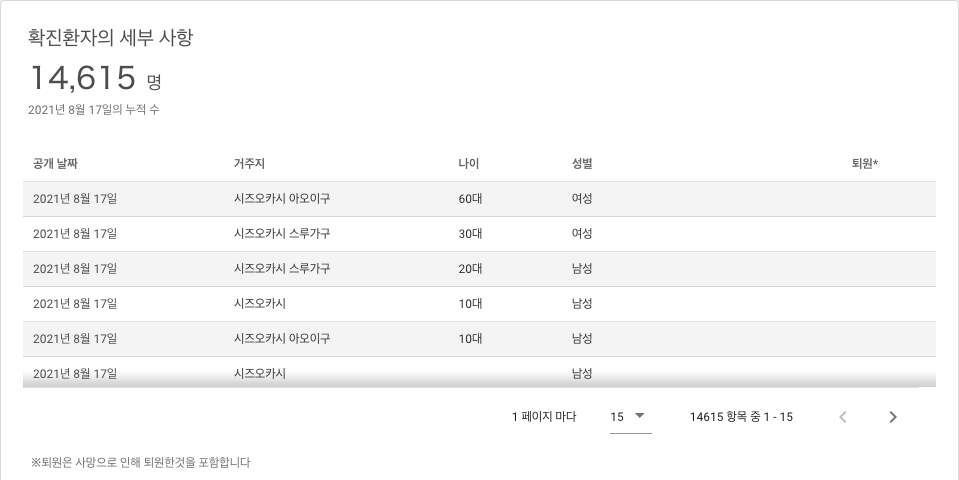 확진환자의 세부 사항
14,615 명
2021년 8월 17일의 누적 수
공개 날짜 거주지 나이 성별 퇴원*
2021년 8월 17일 시즈오카시 아오이구 60대 여성
2021년 8월 17일 시즈오카시 스루가구 30대 여성
2021년 8월 17일 시즈오카시 스루가구 20대 남성
2021년 8월 17일 시즈오카시 10대 남성
2021년 8월 17일 시즈오카시 아오이구 10대 남성
2021년 8월 17일 시즈오카시 남성
1 페이지 마다 15 14615 항목 중 1 - 15
※퇴원은 사망으로 인해 퇴원한것을 포함합니다